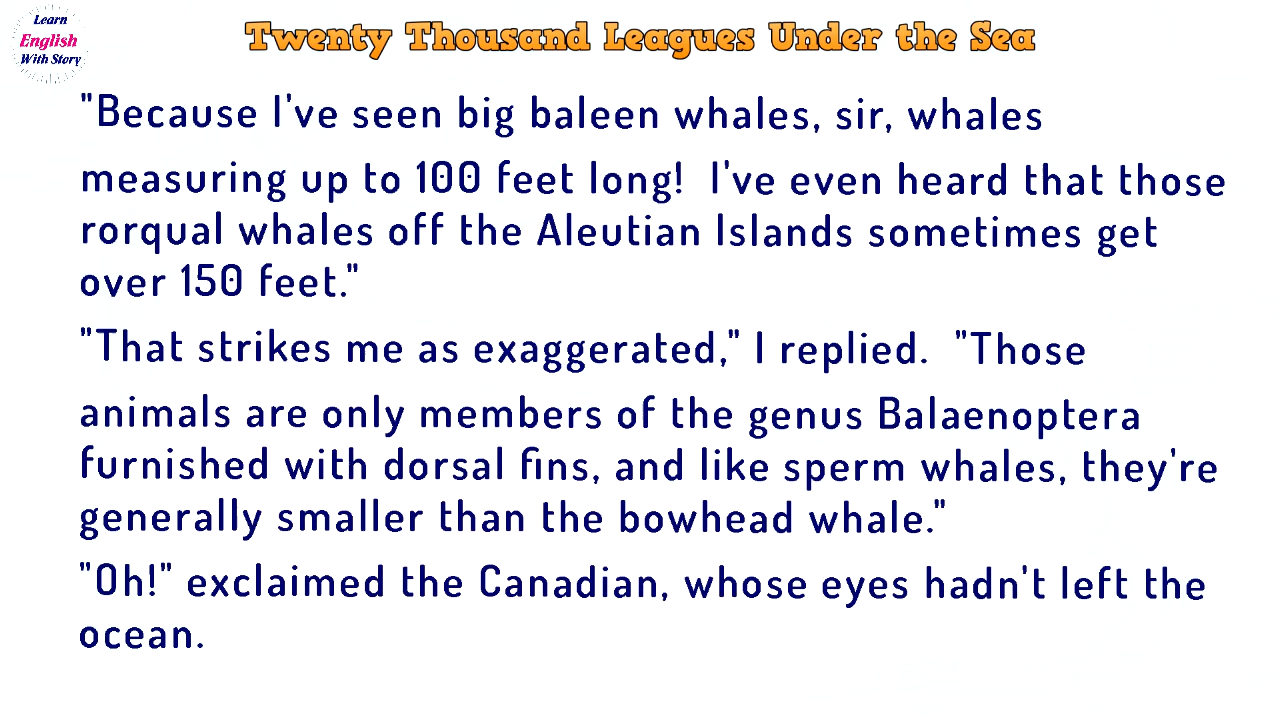 Learn
English
With Story
Twenty Thousand Leagues Under the Sea
"Because I've seen big baleen whales, sir, whales
measuring up to 100 feet long!  I've even heard that those
rorqual whales off the Aleutian Islands sometimes get
over 150 feet."
"That strikes me as exaggerated," I replied.  "Those
animals are only members of the genus Balaenoptera
furnished with dorsal fins, and like sperm whales, they're
generally smaller than the bowhead whale."
"Oh!" exclaimed the Canadian, whose eyes hadn't left the
ocean.